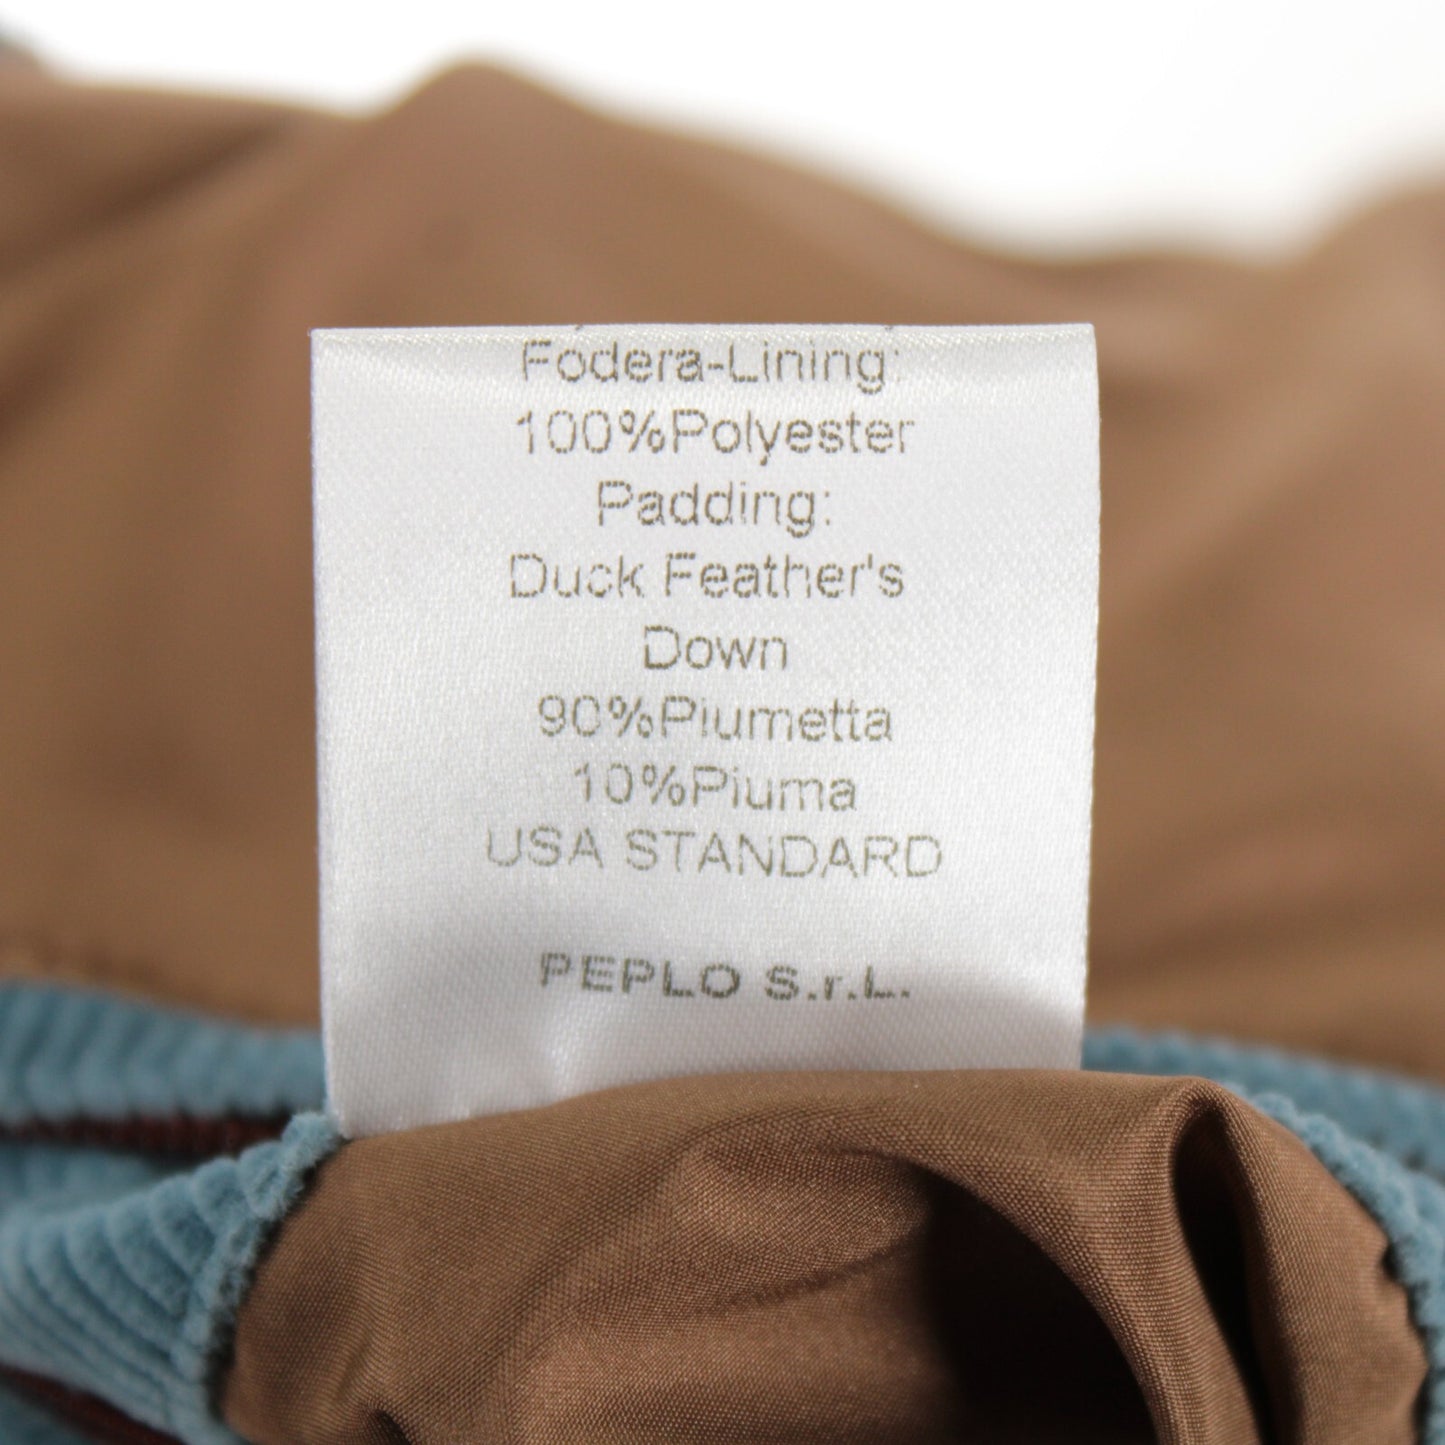 Fodera-Lining:
100%Polyester
Padding:
Duck Feather's
Down
90%Piumetta
10%Piuma
USA STANDARD
PEPLO S.r.L.